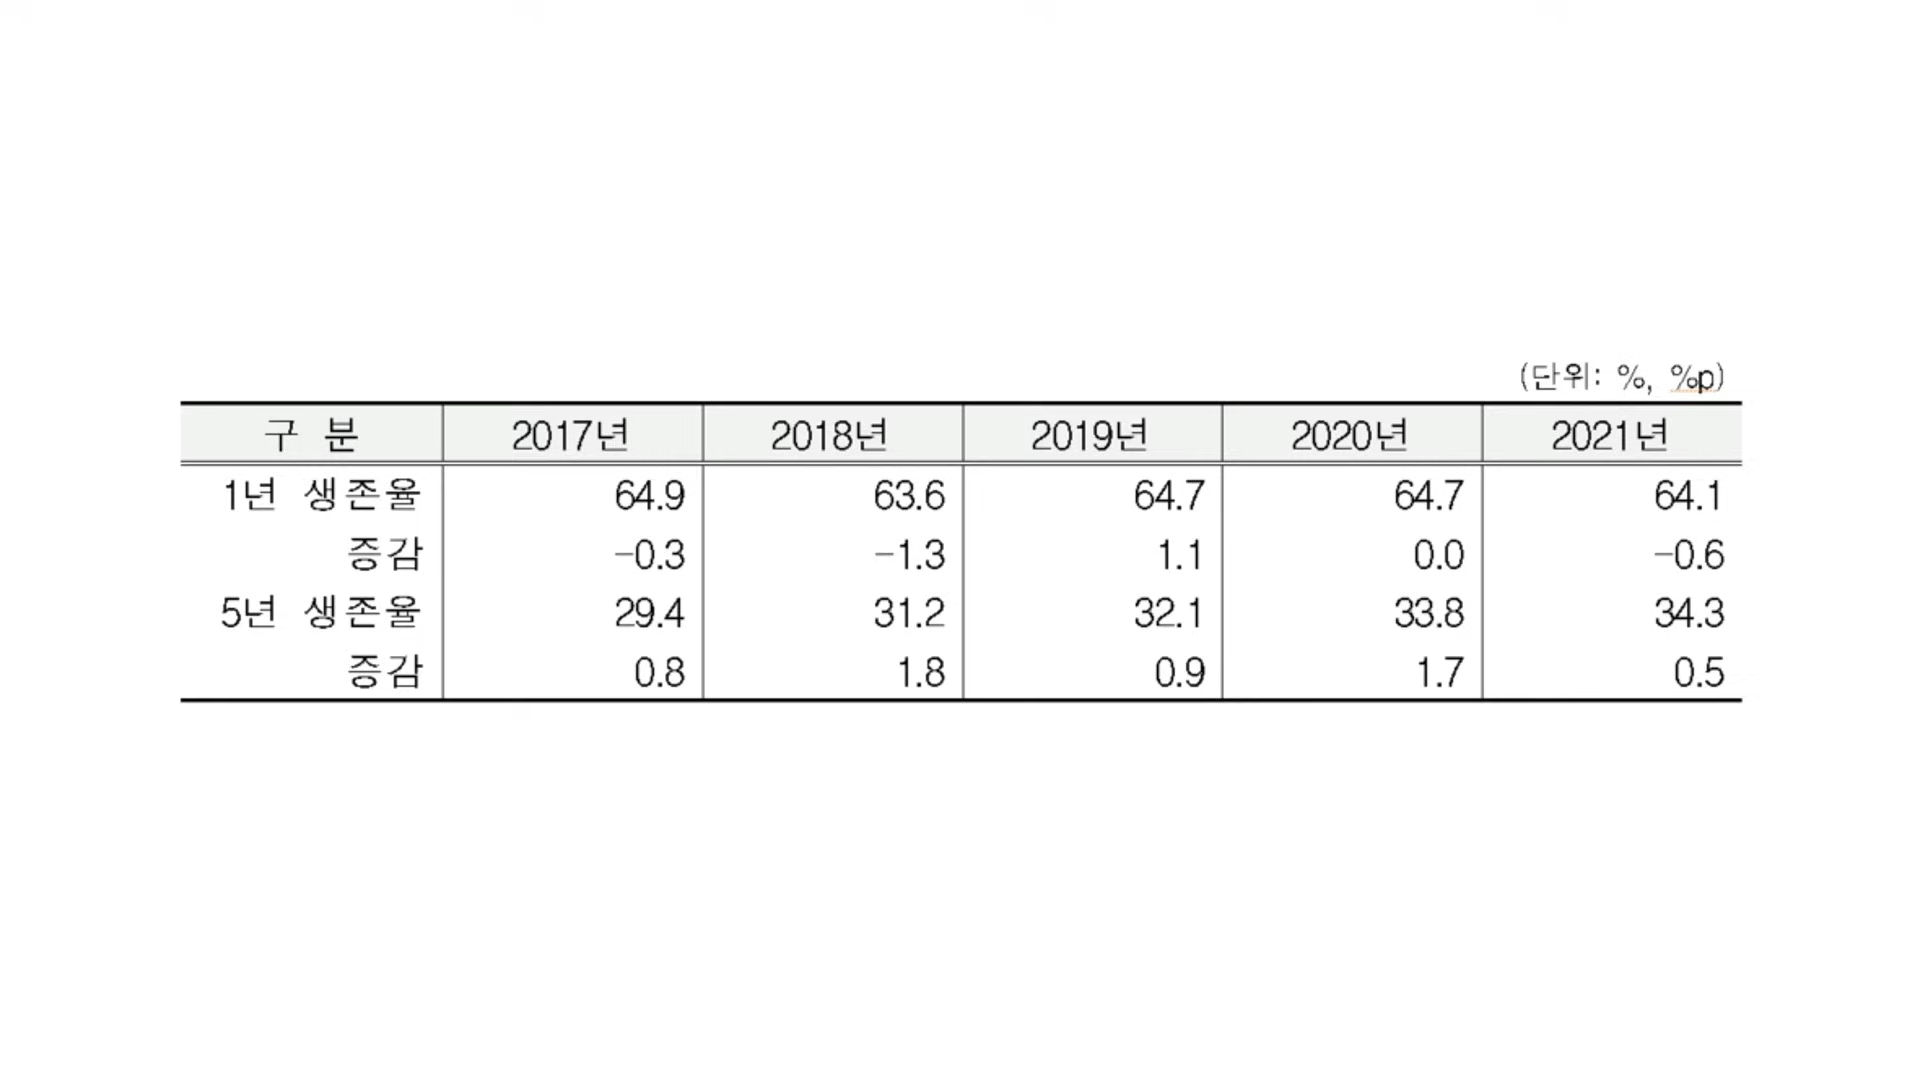 (단위: %, %p)
구 분 2017년 2018년 2019년 2020년 2021년
1년 생존율 64.9 63.6 64.7 64.7 64.1
증감 -0.3 -1.3 1.1 0.0 -0.6
5년 생존율 29.4 31.2 32.1 33.8 34.3
증감 0.8 1.8 0.9 1.7 0.5